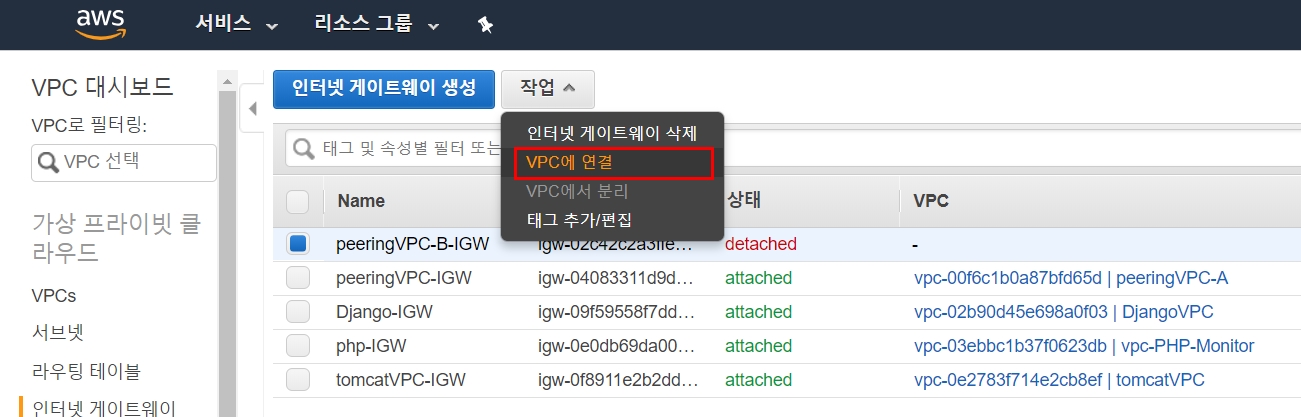 aws 서비스 리소스 그룹
VPC 대시보드
VPC로 필터링:
VPC 선택
가상 프라이빗 클
라우드
VPCs
서브넷
라우팅 테이블
인터넷 게이트웨이
인터넷 게이트웨이 생성 작업
인터넷 게이트웨이 삭제
VPC에 연결
VPC에서 분리
태그 추가/편집
태그 및 속성별 필터 또는
Name 상태 VPC
peeringVPC-B-IGW igw-02c42c2a3ffe… detached -
peeringVPC-IGW igw-04083311d9d… attached vpc-00f6c1b0a87bfd65d | peeringVPC-A
Django-IGW igw-09f59558f7dd… attached vpc-02b90d45e698a0f03 | DjangoVPC
php-IGW igw-0e0db69da00… attached vpc-03ebbc1b37f0623db | vpc-PHP-Monitor
tomcatVPC-IGW igw-0f8911e2b2dd… attached vpc-0e2783f714e2cb8ef | tomcatVPC